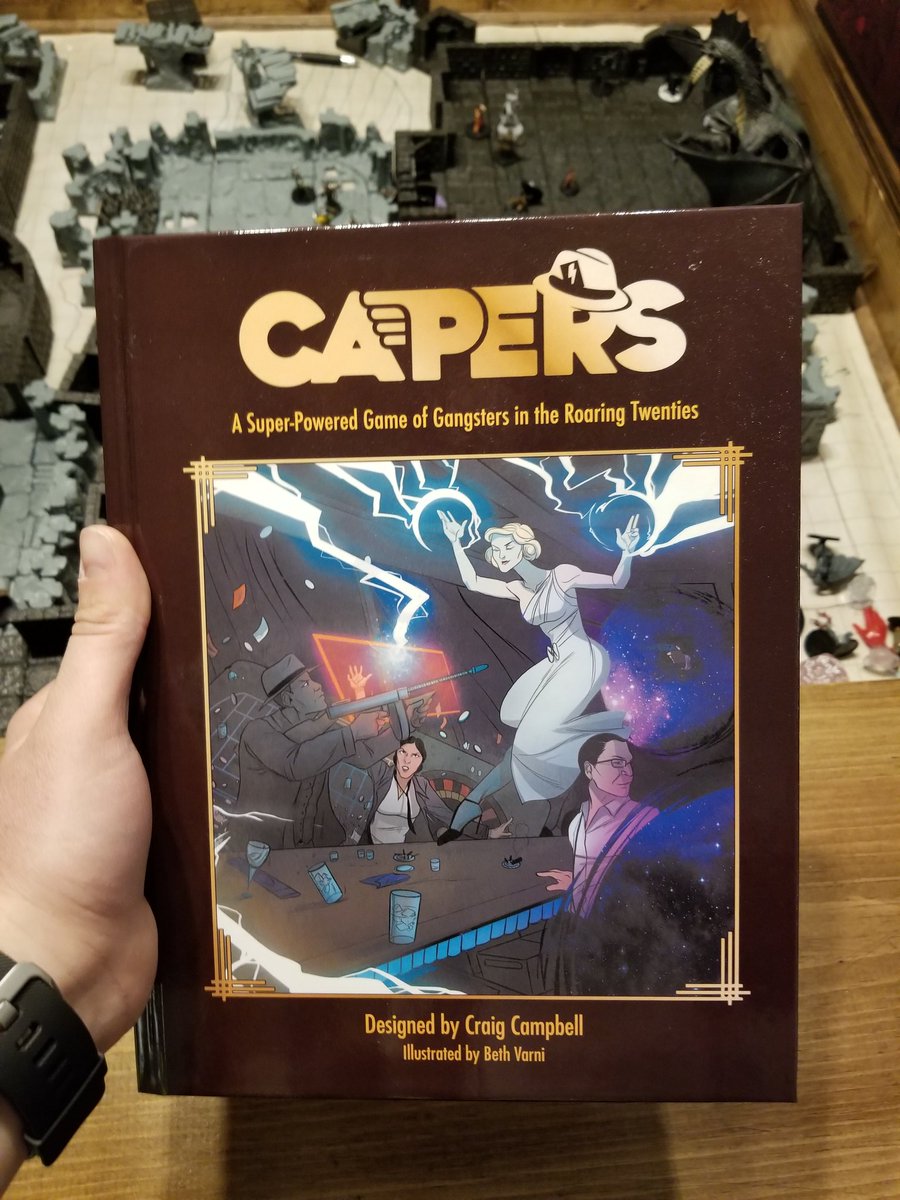 CAPERS
A Super-Powered Game of Gangsters in the Roaring Twenties
Designed by Craig Campbell
Illustrated by Beth Varni